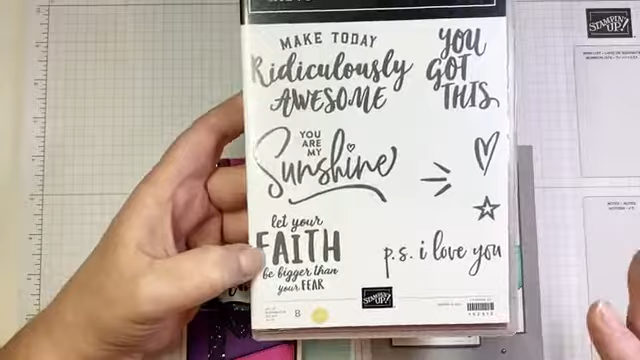 STAMPIN' UP!
MAKE TODAY
Ridiculously
AWESOME
YOU
GOT
THIS
YOU
ARE
MY
Sunshine
let your
FAITH
be bigger than
your FEAR
p.s. i love you
STAMPIN' UP!
8